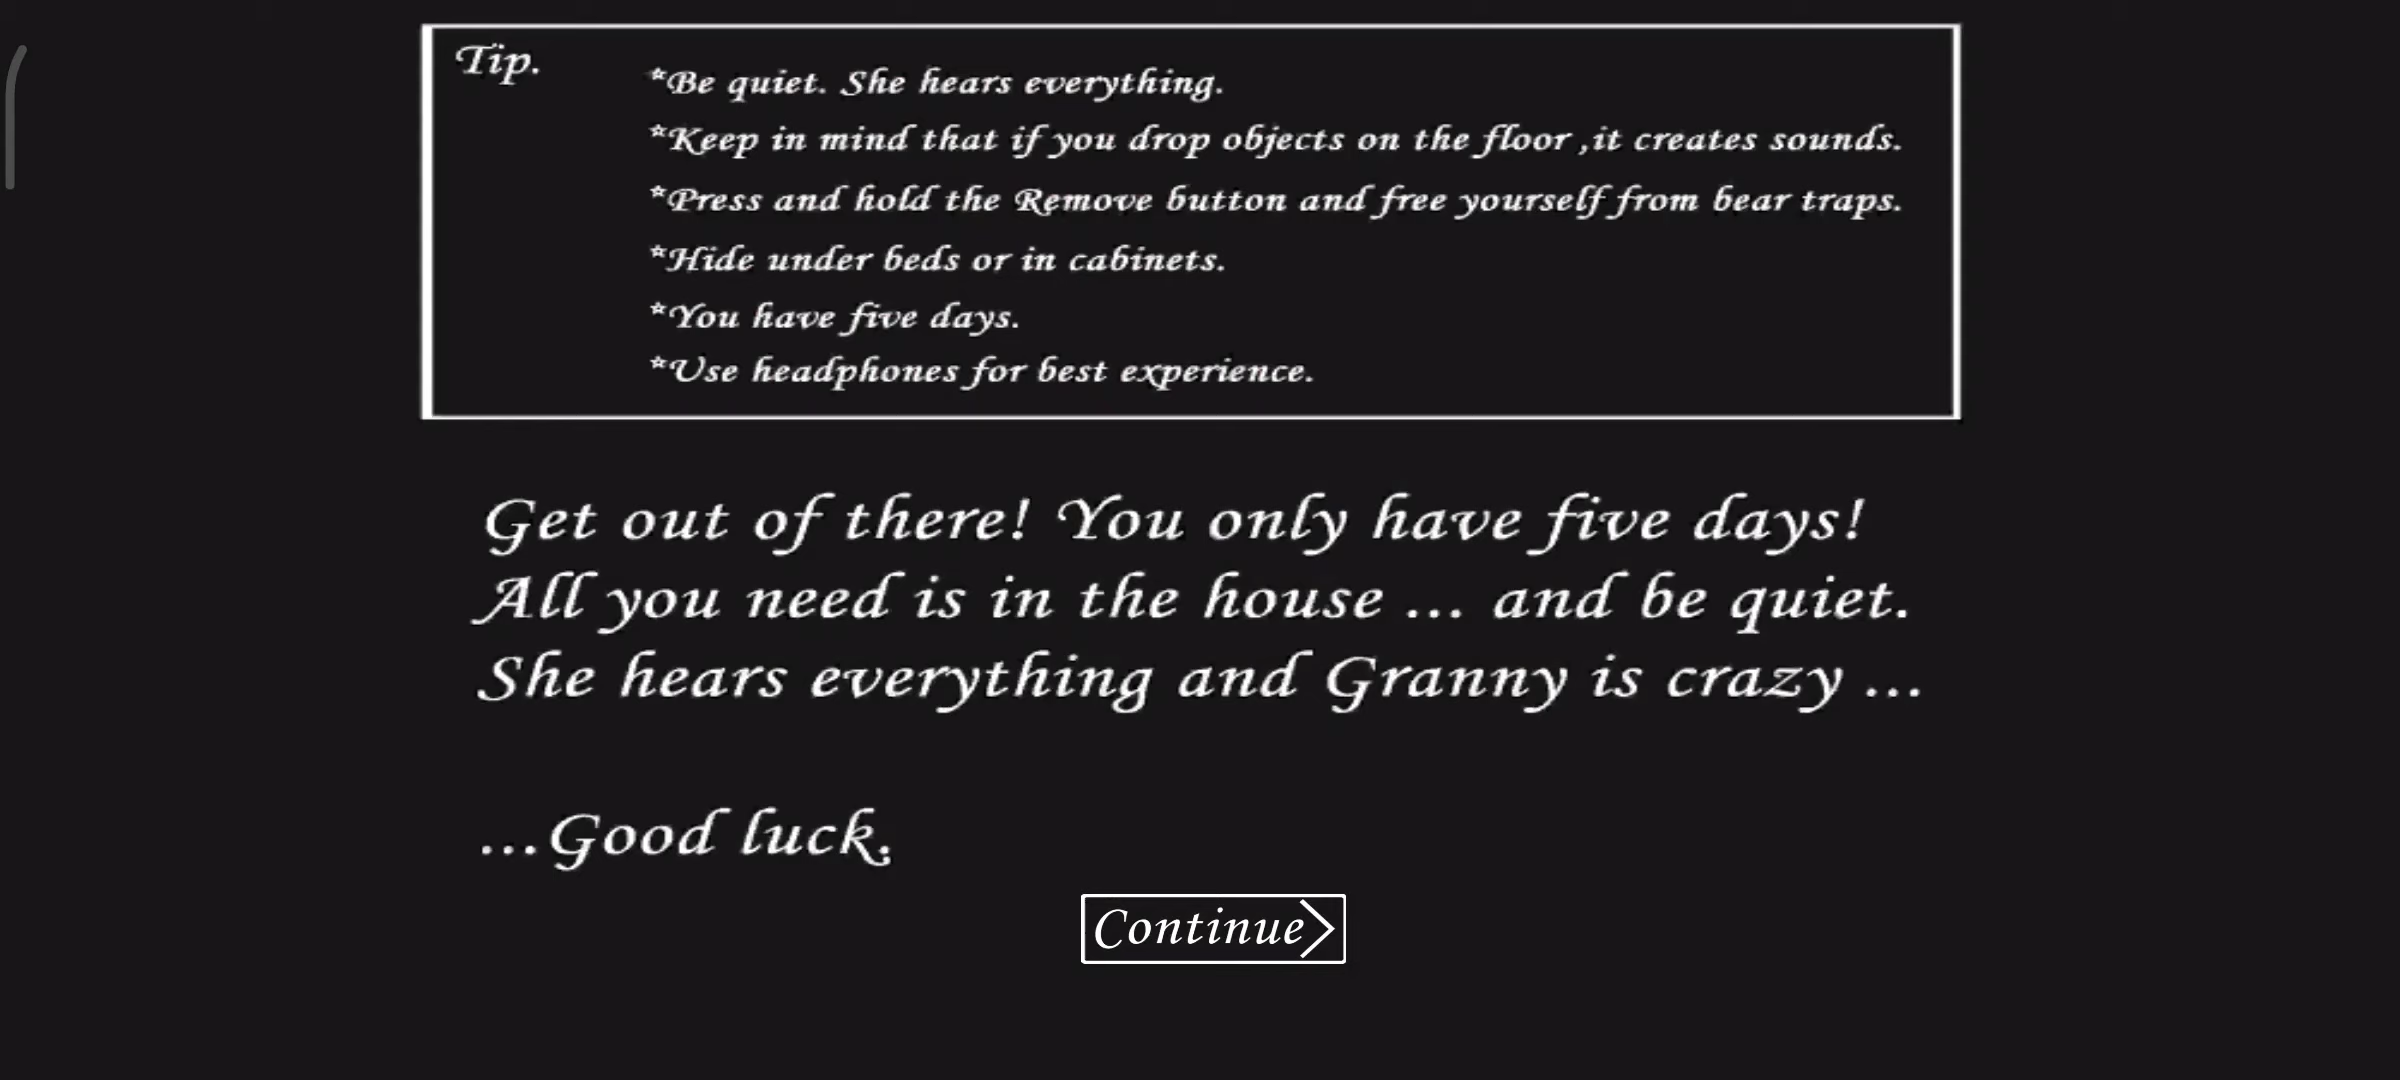 Tip.
*Be quiet. She hears everything.
*Keep in mind that if you drop objects on the floor ,it creates sounds.
*Press and hold the Remove button and free yourself from bear traps.
*Hide under beds or in cabinets.
*You have five days.
*Use headphones for best experience.
Get out of there! You only have five days!
All you need is in the house ... and be quiet.
She hears everything and Granny is crazy ...
...Good luck.
Continue